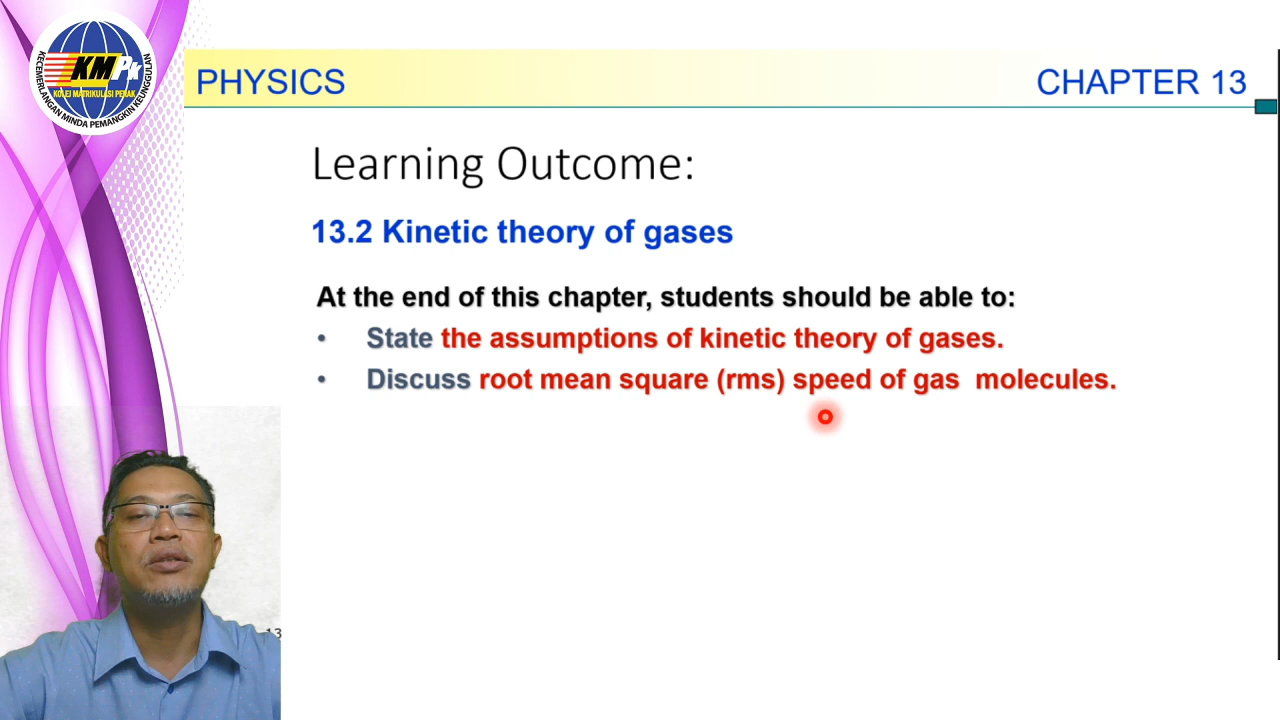 KMPk
KOLEJ MATRIKULASI PERAK
KECEMERLANGAN MINDA PEMANGKIN KEUNGGULAN
PHYSICS
CHAPTER 13
Learning Outcome:
13.2 Kinetic theory of gases
At the end of this chapter, students should be able to:
• State the assumptions of kinetic theory of gases.
• Discuss root mean square (rms) speed of gas molecules.
13